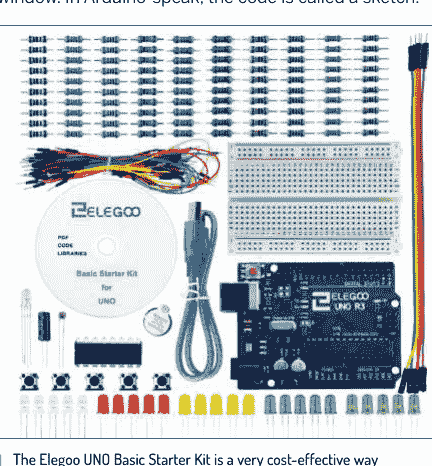 window. In Arduino-speak, the code is called a sketch.
ELEGOO
PDF
CODE
LIBRARIES
Basic Starter Kit
for
UNO
ELEGOO
UNO R3
The Elegoo UNO Basic Starter Kit is a very cost-effective way